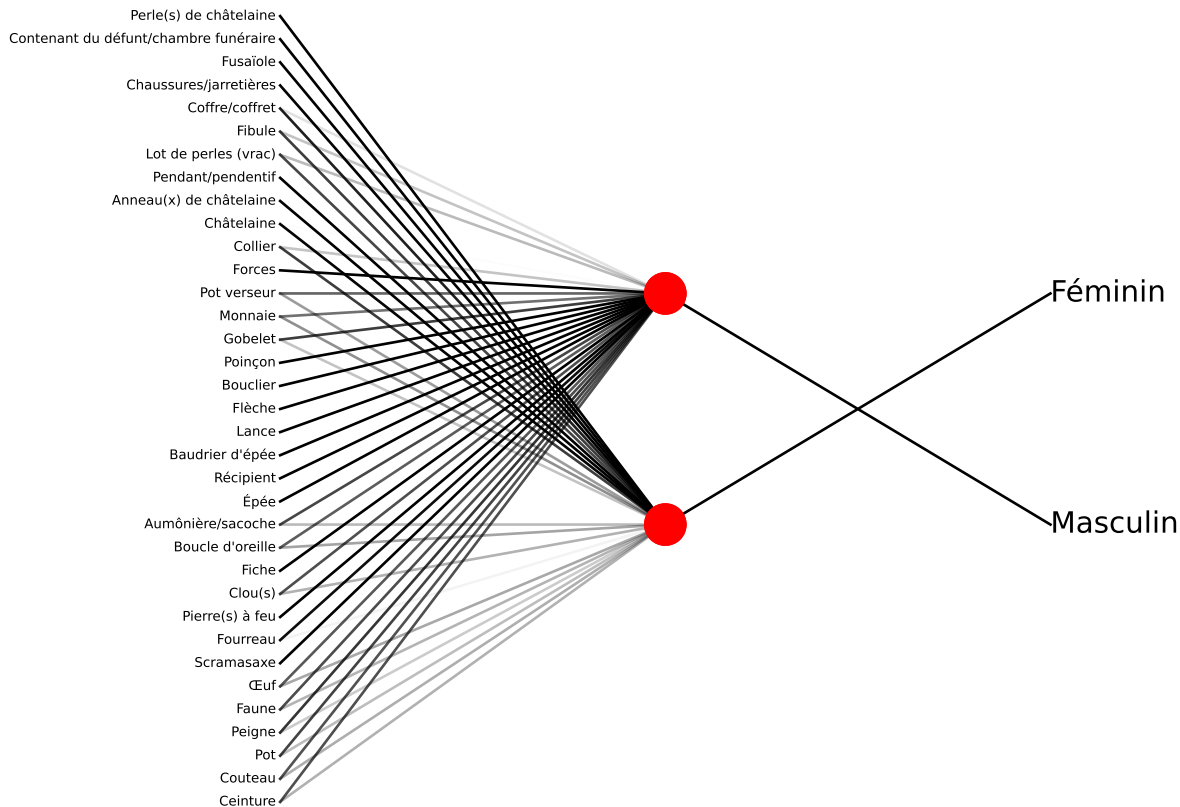 Perle(s) de châtelaine
Contenant du défunt/chambre funéraire
Fusaïole
Chaussures/jarretières
Coffre/coffret
Fibule
Lot de perles (vrac)
Pendant/pendentif
Anneau(x) de châtelaine
Châtelaine
Collier
Forces
Pot verseur
Monnaie
Gobelet
Poinçon
Bouclier
Flèche
Lance
Baudrier d'épée
Récipient
Épée
Aumônière/sacoche
Boucle d'oreille
Fiche
Clou(s)
Pierre(s) à feu
Fourreau
Scramasaxe
Œuf
Faune
Peigne
Pot
Couteau
Ceinture
Féminin
Masculin